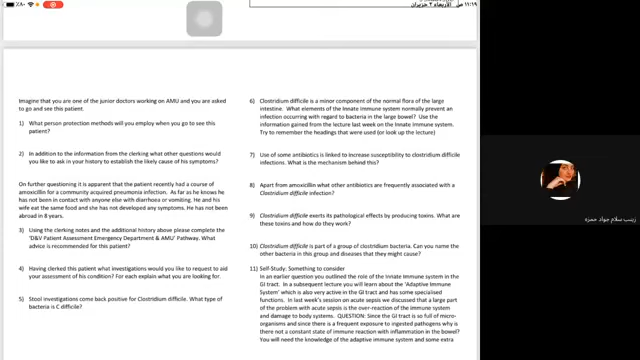 ٪٨٠
١١:١٩ ص الأربعاء ٢ حزيران
Imagine that you are one of the junior doctors working on AMU and you are asked
to go and see this patient.
1) What person protection methods will you employ when you go to see this
patient?
2) In addition to the information from the clerking what other questions would
you like to ask in your history to establish the likely cause of his symptoms?
On further questioning it is apparent that the patient recently had a course of
amoxicillin for a community acquired pneumonia infection. As far as he knows he
has not been in contact with anyone else with diarrhoea or vomiting. He and his
wife eat the same food and she has not developed any symptoms. He has not been
abroad in 8 years.
3) Using the clerking notes and the additional history above please complete the
'D&V Patient Assessment Emergency Department & AMU' Pathway. What
advice is recommended for this patient?
4) Having clerked this patient what investigations would you like to request to aid
your assessment of his condition? For each explain what you are looking for.
5) Stool investigations come back positive for Clostridium difficile. What type of
bacteria is C difficile?
6) Clostridium difficile is a minor component of the normal flora of the large
intestine. What elements of the Innate Immune system normally prevent an
infection occurring with regard to bacteria in the large bowel? Use the
information gained from the lecture last week on the Innate Immune system.
Try to remember the headings that were used (or look up the lecture)
7) Use of some antibiotics is linked to increase susceptibility to clostridium difficile
infections. What is the mechanism behind this?
8) Apart from amoxicillin what other antibiotics are frequently associated with a
Clostridium difficile infection?
9) Clostridium difficile exerts its pathological effects by producing toxins. What are
these toxins and how do they work?
10) Clostridium difficile is part of a group of clostridium bacteria. Can you name the
other bacteria in this group and diseases that they might cause?
11) Self-Study: Something to consider
In an earlier question you outlined the role of the Innate Immune system in the
GI tract. In a subsequent lecture you will learn about the 'Adaptive Immune
System' which is also very active in the GI tract and has some specialised
functions. In last week's session on acute sepsis we discussed that a large part
of the problem with acute sepsis is the over-reaction of the immune system
and damage to body systems. QUESTION: Since the GI tract is so full of micro-
organisms and since there is a frequent exposure to ingested pathogens why is
there not a constant state of immune reaction with inflammation in the bowel?
You will need the knowledge of the adaptive immune system and some extra
زينب سلام جواد حمزه